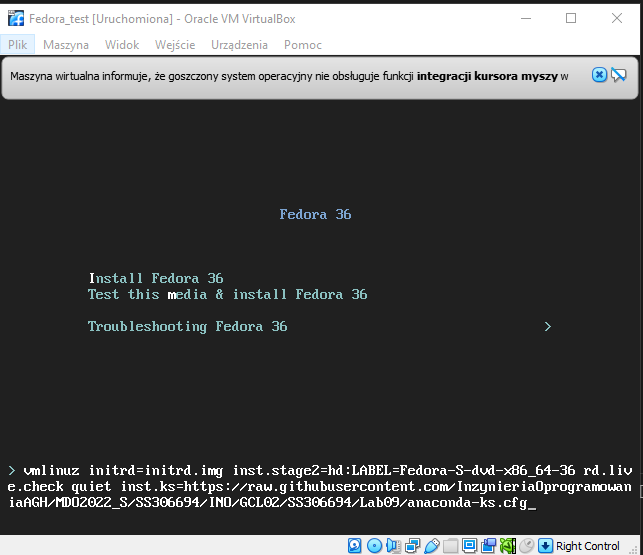 Fedora_test [Uruchomiona] - Oracle VM VirtualBox
Plik Maszyna Widok Wejście Urządzenia Pomoc
Maszyna wirtualna informuje, że goszczony system operacyjny nie obsługuje funkcji integracji kursora myszy w
Fedora 36
Install Fedora 36
Test this media & install Fedora 36
Troubleshooting Fedora 36 >
> vmlinuz initrd=initrd.img inst.stage2=hd:LABEL=Fedora-S-dvd-x86_64-36 rd.liv
e.check quiet inst.ks=https://raw.githubusercontent.com/InzynieriaOprogramowan
iaAGH/MDO2022_S/SS306694/INO/GCL02/SS306694/Lab09/anaconda-ks.cfg_
Right Control